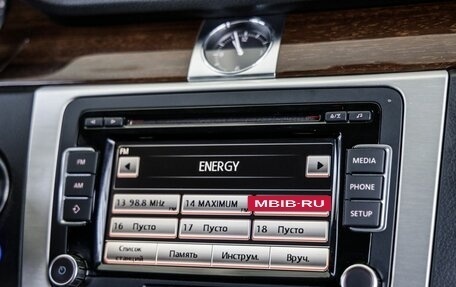 FM
ENERGY
FM
AM
MEDIA
PHONE
SETUP
13 98.8 MHz
14 MAXIMUM
MBIB-RU
16 Пусто
17 Пусто
18 Пусто
Список станций
Память
Инструм.
Выч.